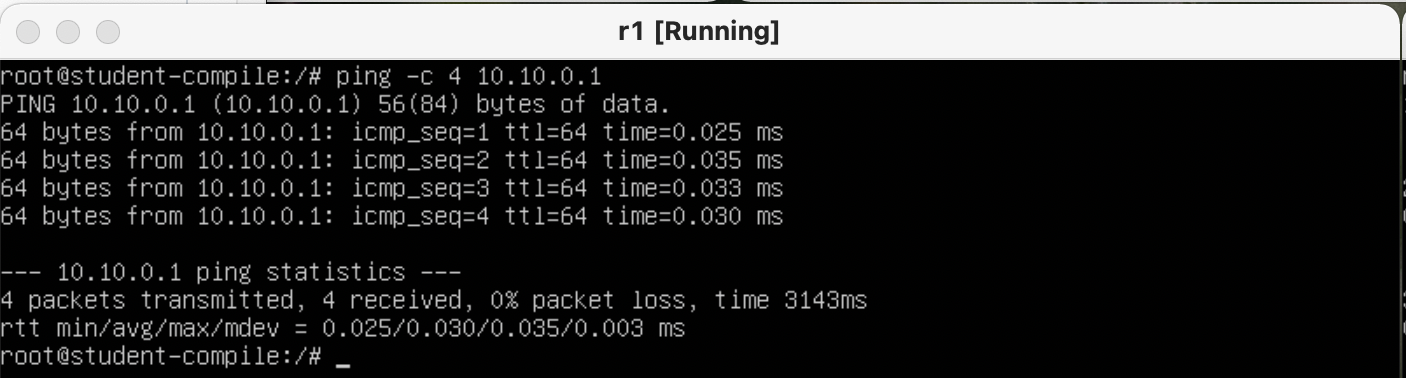 r1 [Running]
root@student-compile:/# ping -c 4 10.10.0.1
PING 10.10.0.1 (10.10.0.1) 56(84) bytes of data.
64 bytes from 10.10.0.1: icmp_seq=1 ttl=64 time=0.025 ms
64 bytes from 10.10.0.1: icmp_seq=2 ttl=64 time=0.035 ms
64 bytes from 10.10.0.1: icmp_seq=3 ttl=64 time=0.033 ms
64 bytes from 10.10.0.1: icmp_seq=4 ttl=64 time=0.030 ms
--- 10.10.0.1 ping statistics ---
4 packets transmitted, 4 received, 0% packet loss, time 3143ms
rtt min/avg/max/mdev = 0.025/0.030/0.035/0.003 ms
root@student-compile:/# _